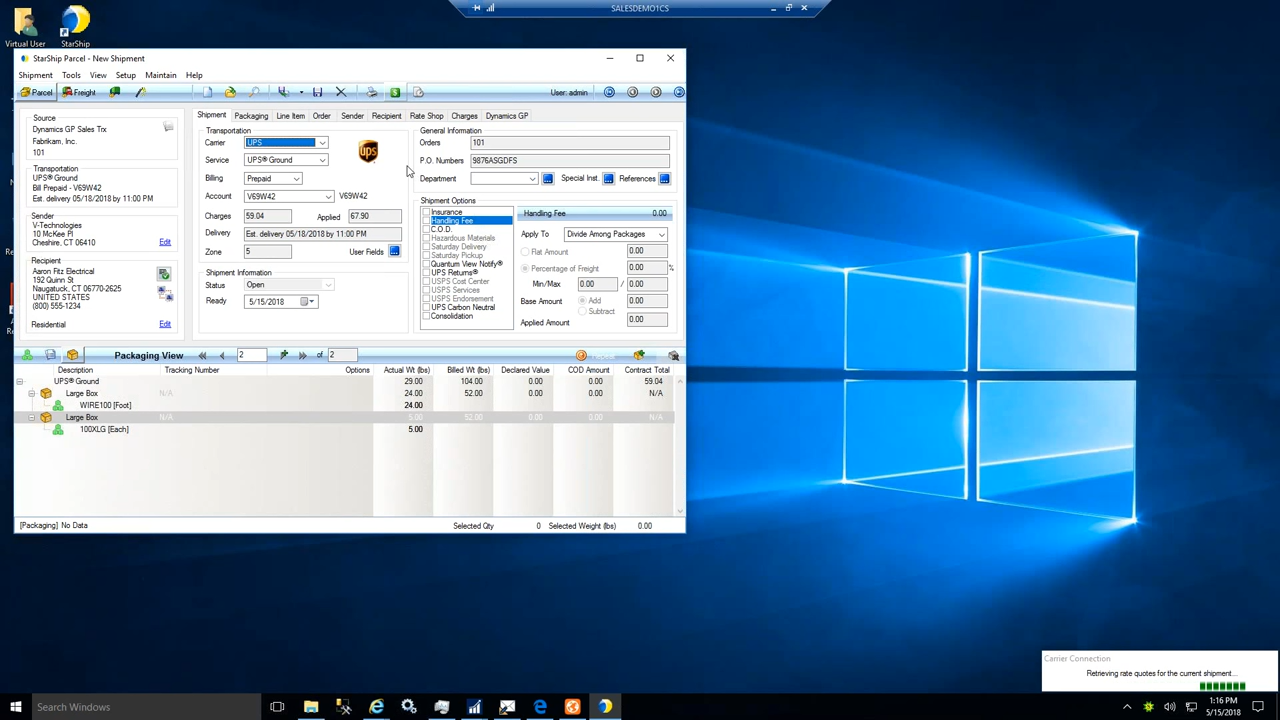 SALESDEMO1CS
Virtual User
StarShip
StarShip Parcel - New Shipment
Shipment Tools View Setup Maintain Help
Parcel Freight User: admin
Shipment Packaging Line Item Order Sender Recipient Rate Shop Charges Dynamics GP
Source
Dynamics GP Sales Trx
Fabrikam, Inc.
101
Transportation
UPS® Ground
Bill Prepaid - V69W42
Est. delivery 05/18/2018 by 11:00 PM
Sender
V-Technologies
10 McKee Pl
Cheshire, CT 06410 Edit
Recipient
Aaron Fitz Electrical
192 Quinn St
Naugatuck, CT 06770-2625
UNITED STATES
(800) 555-1234
Residential Edit
Transportation
Carrier UPS
ups
Service UPS® Ground
Billing Prepaid
Account V69W42 V69W42
Charges 59.04 Applied 67.90
Delivery Est. delivery 05/18/2018 by 11:00 PM
Zone 5 User Fields
Shipment Information
Status Open
Ready 5/15/2018
General Information
Orders 101
P.O. Numbers 9876ASGDFS
Department Special Inst. References
Shipment Options
Insurance
Handling Fee
C.O.D.
Hazardous Materials
Saturday Delivery
Saturday Pickup
Quantum View Notify®
UPS Returns®
USPS Cost Center
USPS Services
USPS Endorsement
UPS Carbon Neutral
Consolidation
Handling Fee 0.00
Apply To Divide Among Packages
Flat Amount 0.00
Percentage of Freight 0.00 %
Min/Max 0.00 / 0.00
Base Amount Add 0.00
Subtract
Applied Amount 0.00
Packaging View 2 of 2 Repeat
Description Tracking Number Options Actual Wt (lbs) Billed Wt (lbs) Declared Value COD Amount Contract Total
UPS® Ground 29.00 104.00 0.00 0.00 59.04
Large Box N/A 24.00 52.00 0.00 0.00 N/A
WIRE100 [Foot] 24.00
Large Box N/A 5.00 52.00 0.00 0.00 N/A
100XLG [Each] 5.00
[Packaging] No Data Selected Qty 0 Selected Weight (lbs) 0.00
Carrier Connection
Retrieving rate quotes for the current shipment...
Search Windows
1:16 PM
5/15/2018